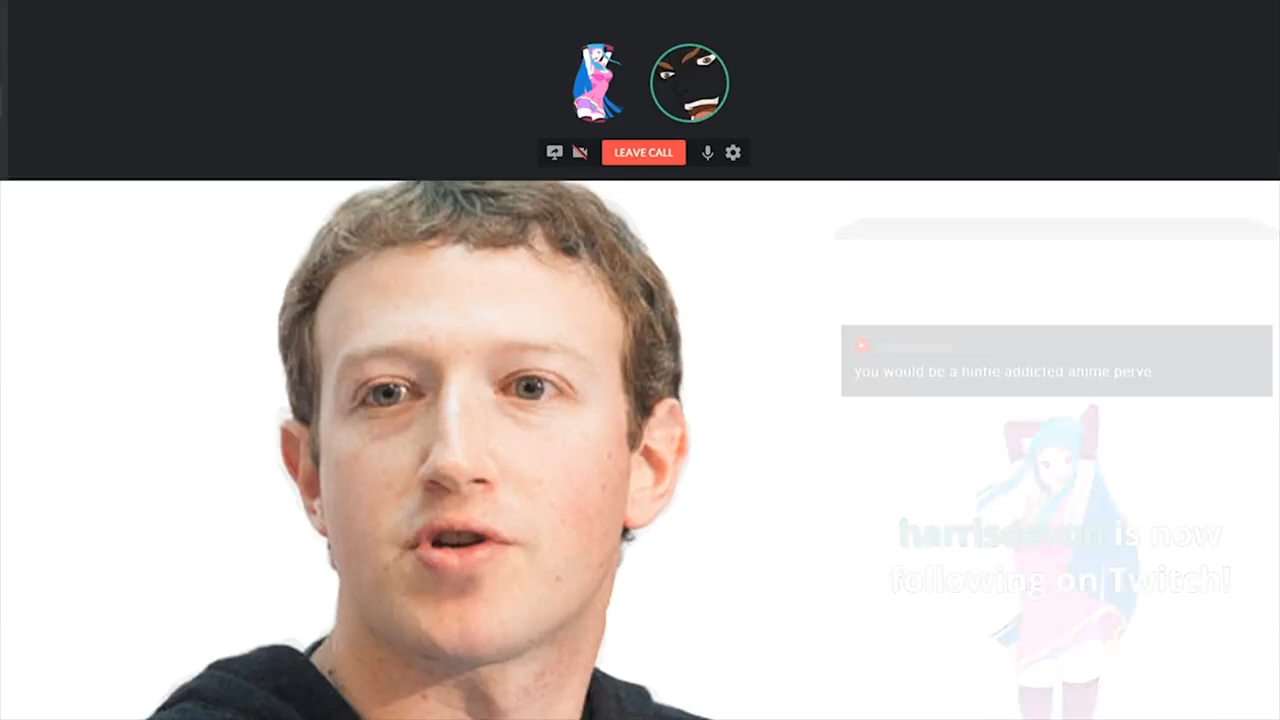 LEAVE CALL
you would be a hintie addicted anime perve
is now
following on Twitch!